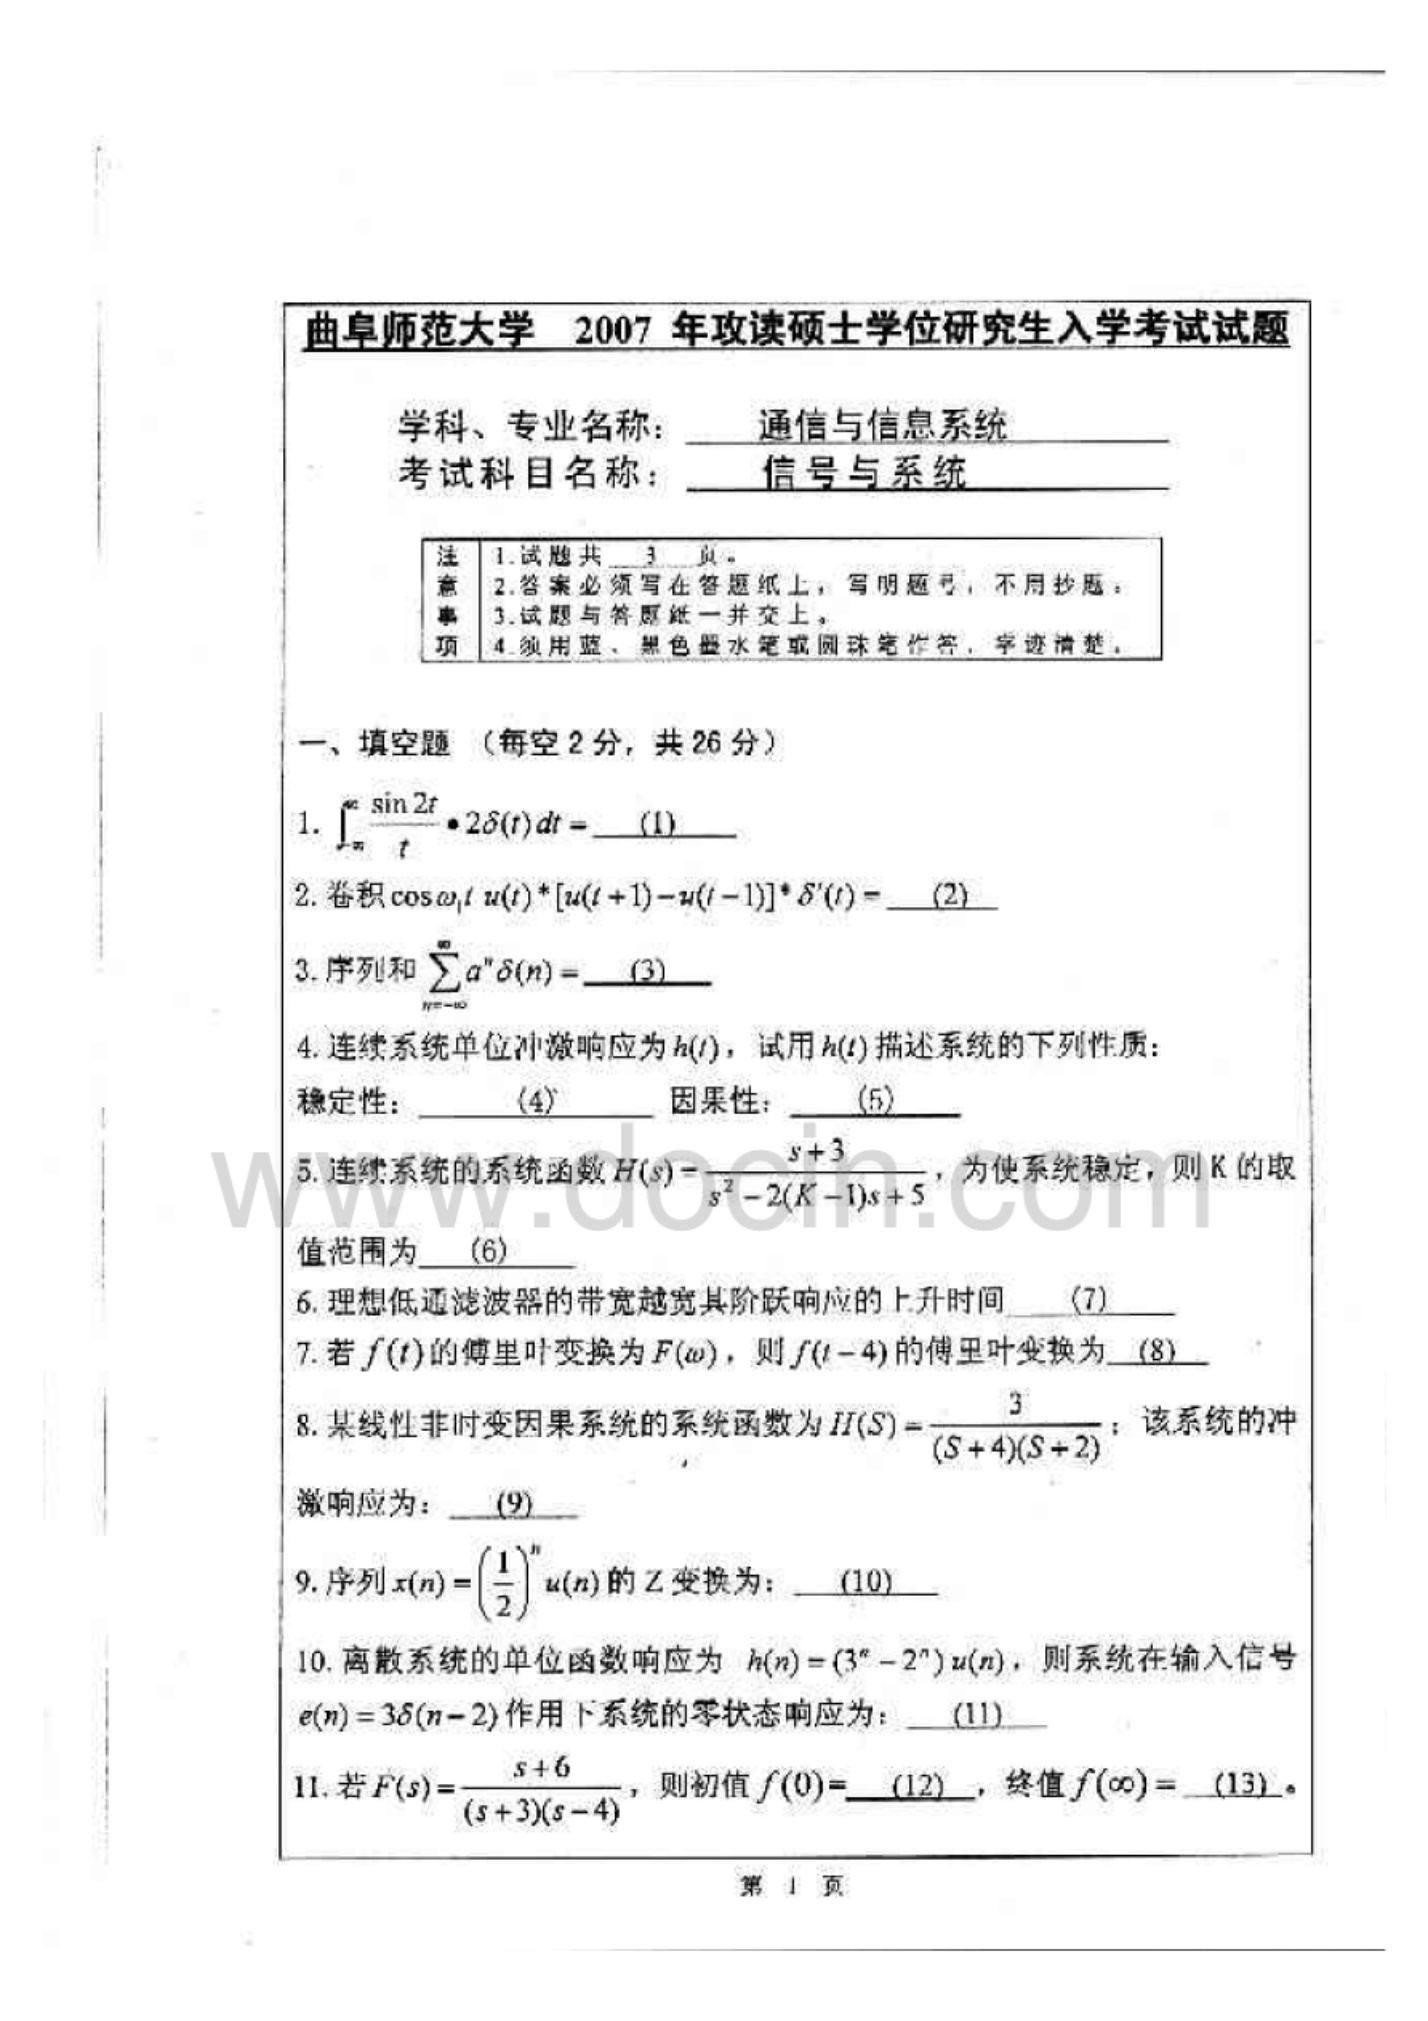 曲阜师范大学 2007 年攻读硕士学位研究生入学考试试题
学科、专业名称： 通信与信息系统
考试科目名称： 信号与系统
注意事项
1.试题共 3 页。
2.答案必须写在答题纸上，写明题号，不用抄题。
3.试题与答题纸一并交上。
4.须用蓝、黑色墨水笔或圆珠笔作答，字迹清楚。
一、填空题 （每空2分，共26分）
1. ∫_{-∞}^{∞} \frac{sin 2t}{t} • 2δ(t) dt = (1)
2. 卷积 cos ω₁t u(t) * [u(t+1) − u(t−1)] * δ′(t) = (2)
3. 序列和 ∑_{n=-∞}^{∞} aⁿδ(n) = (3)
4. 连续系统单位冲激响应为 h(t)，试用 h(t) 描述系统的下列性质：
稳定性： (4) 因果性： (5)
5. 连续系统的系统函数 H(s) = \frac{s+3}{s² − 2(K−1)s + 5}，为使系统稳定，则 K 的取
值范围为 (6)
6. 理想低通滤波器的带宽越宽其阶跃响应的上升时间 (7)
7. 若 f(t) 的傅里叶变换为 F(ω)，则 f(t−4) 的傅里叶变换为 (8)
8. 某线性非时变因果系统的系统函数为 H(S) = \frac{3}{(S+4)(S+2)}；该系统的冲
激响应为： (9)
9. 序列 x(n) = (\frac{1}{2})ⁿ u(n) 的 Z 变换为： (10)
10. 离散系统的单位函数响应为 h(n) = (3ⁿ − 2ⁿ) u(n)，则系统在输入信号
e(n) = 3δ(n−2) 作用下系统的零状态响应为： (11)
11. 若 F(s) = \frac{s+6}{(s+3)(s−4)}，则初值 f(0) = (12)，终值 f(∞) = (13)。
第 1 页
www.docin.com